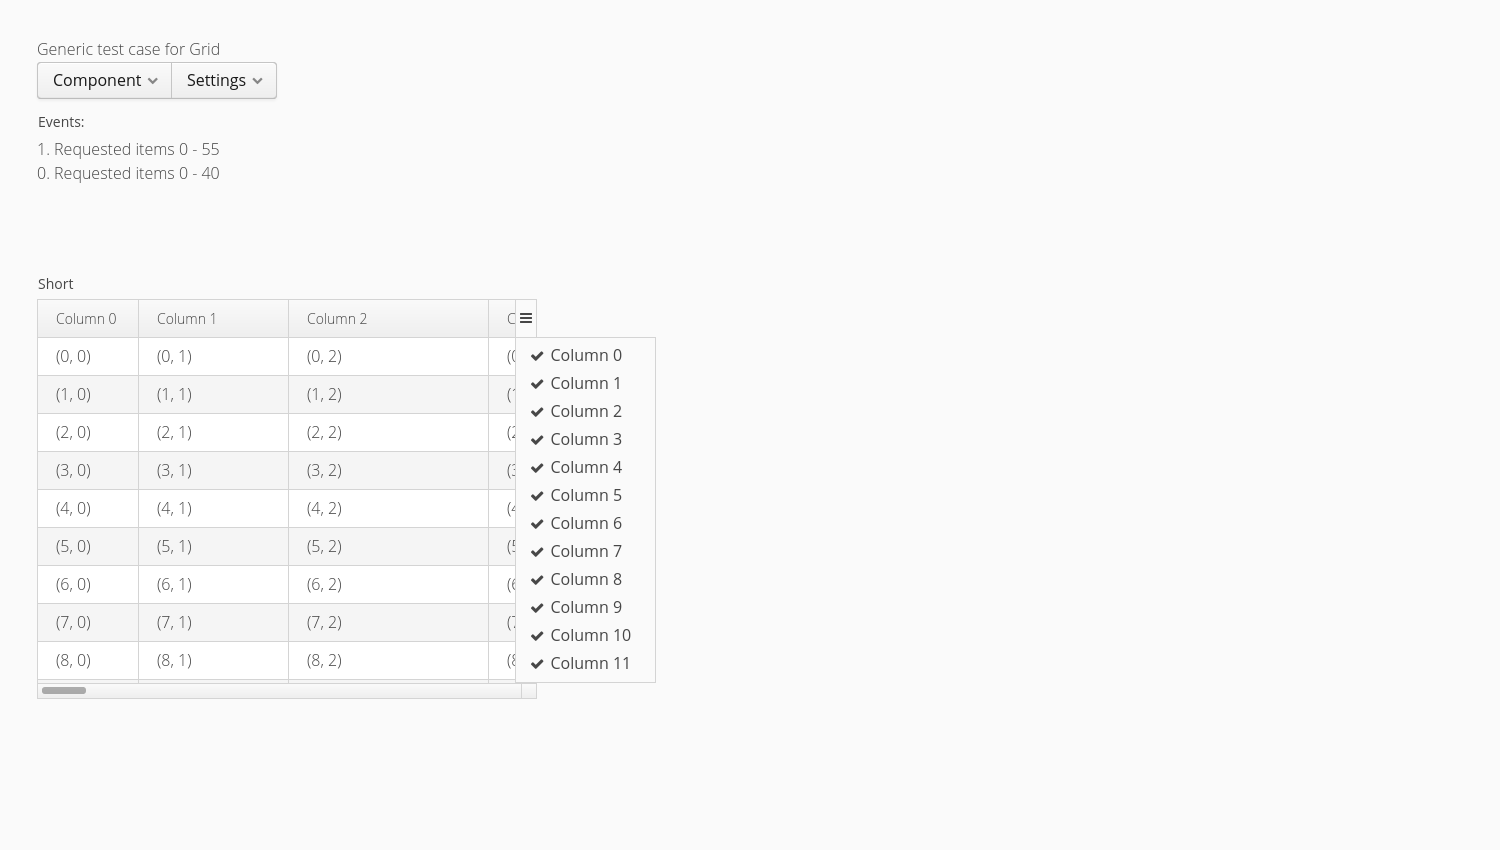 Generic test case for Grid
Component Settings
Events:
1. Requested items 0 - 55
0. Requested items 0 - 40
Short
Column 0 Column 1 Column 2 C
(0, 0) (0, 1) (0, 2) (0
(1, 0) (1, 1) (1, 2) (1
(2, 0) (2, 1) (2, 2) (2
(3, 0) (3, 1) (3, 2) (3
(4, 0) (4, 1) (4, 2) (4
(5, 0) (5, 1) (5, 2) (5
(6, 0) (6, 1) (6, 2) (6
(7, 0) (7, 1) (7, 2) (7
(8, 0) (8, 1) (8, 2) (8
Column 0
Column 1
Column 2
Column 3
Column 4
Column 5
Column 6
Column 7
Column 8
Column 9
Column 10
Column 11